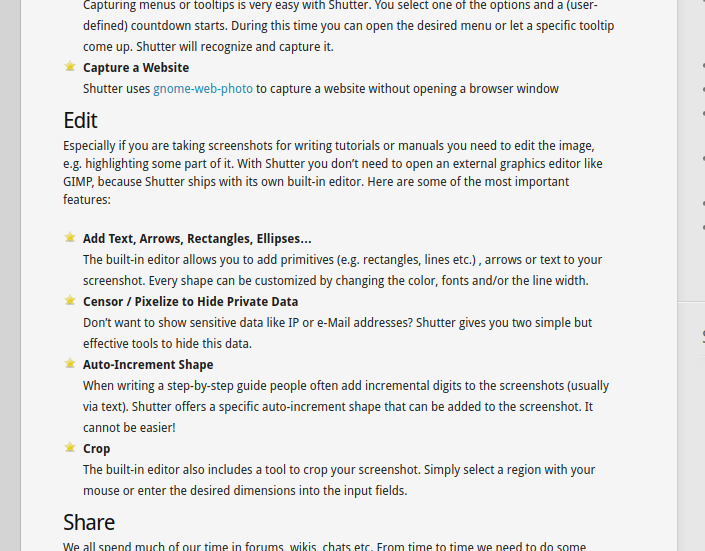 Capturing menus or tooltips is very easy with Shutter. You select one of the options and a (user-
defined) countdown starts. During this time you can open the desired menu or let a specific tooltip
come up. Shutter will recognize and capture it.
Capture a Website
Shutter uses gnome-web-photo to capture a website without opening a browser window
Edit
Especially if you are taking screenshots for writing tutorials or manuals you need to edit the image,
e.g. highlighting some part of it. With Shutter you don’t need to open an external graphics editor like
GIMP, because Shutter ships with its own built-in editor. Here are some of the most important
features:
Add Text, Arrows, Rectangles, Ellipses…
The built-in editor allows you to add primitives (e.g. rectangles, lines etc.) , arrows or text to your
screenshot. Every shape can be customized by changing the color, fonts and/or the line width.
Censor / Pixelize to Hide Private Data
Don’t want to show sensitive data like IP or e-Mail addresses? Shutter gives you two simple but
effective tools to hide this data.
Auto-Increment Shape
When writing a step-by-step guide people often add incremental digits to the screenshots (usually
via text). Shutter offers a specific auto-increment shape that can be added to the screenshot. It
cannot be easier!
Crop
The built-in editor also includes a tool to crop your screenshot. Simply select a region with your
mouse or enter the desired dimensions into the input fields.
Share
We all spend much of our time in forums, wikis, chats etc. From time to time we need to do some